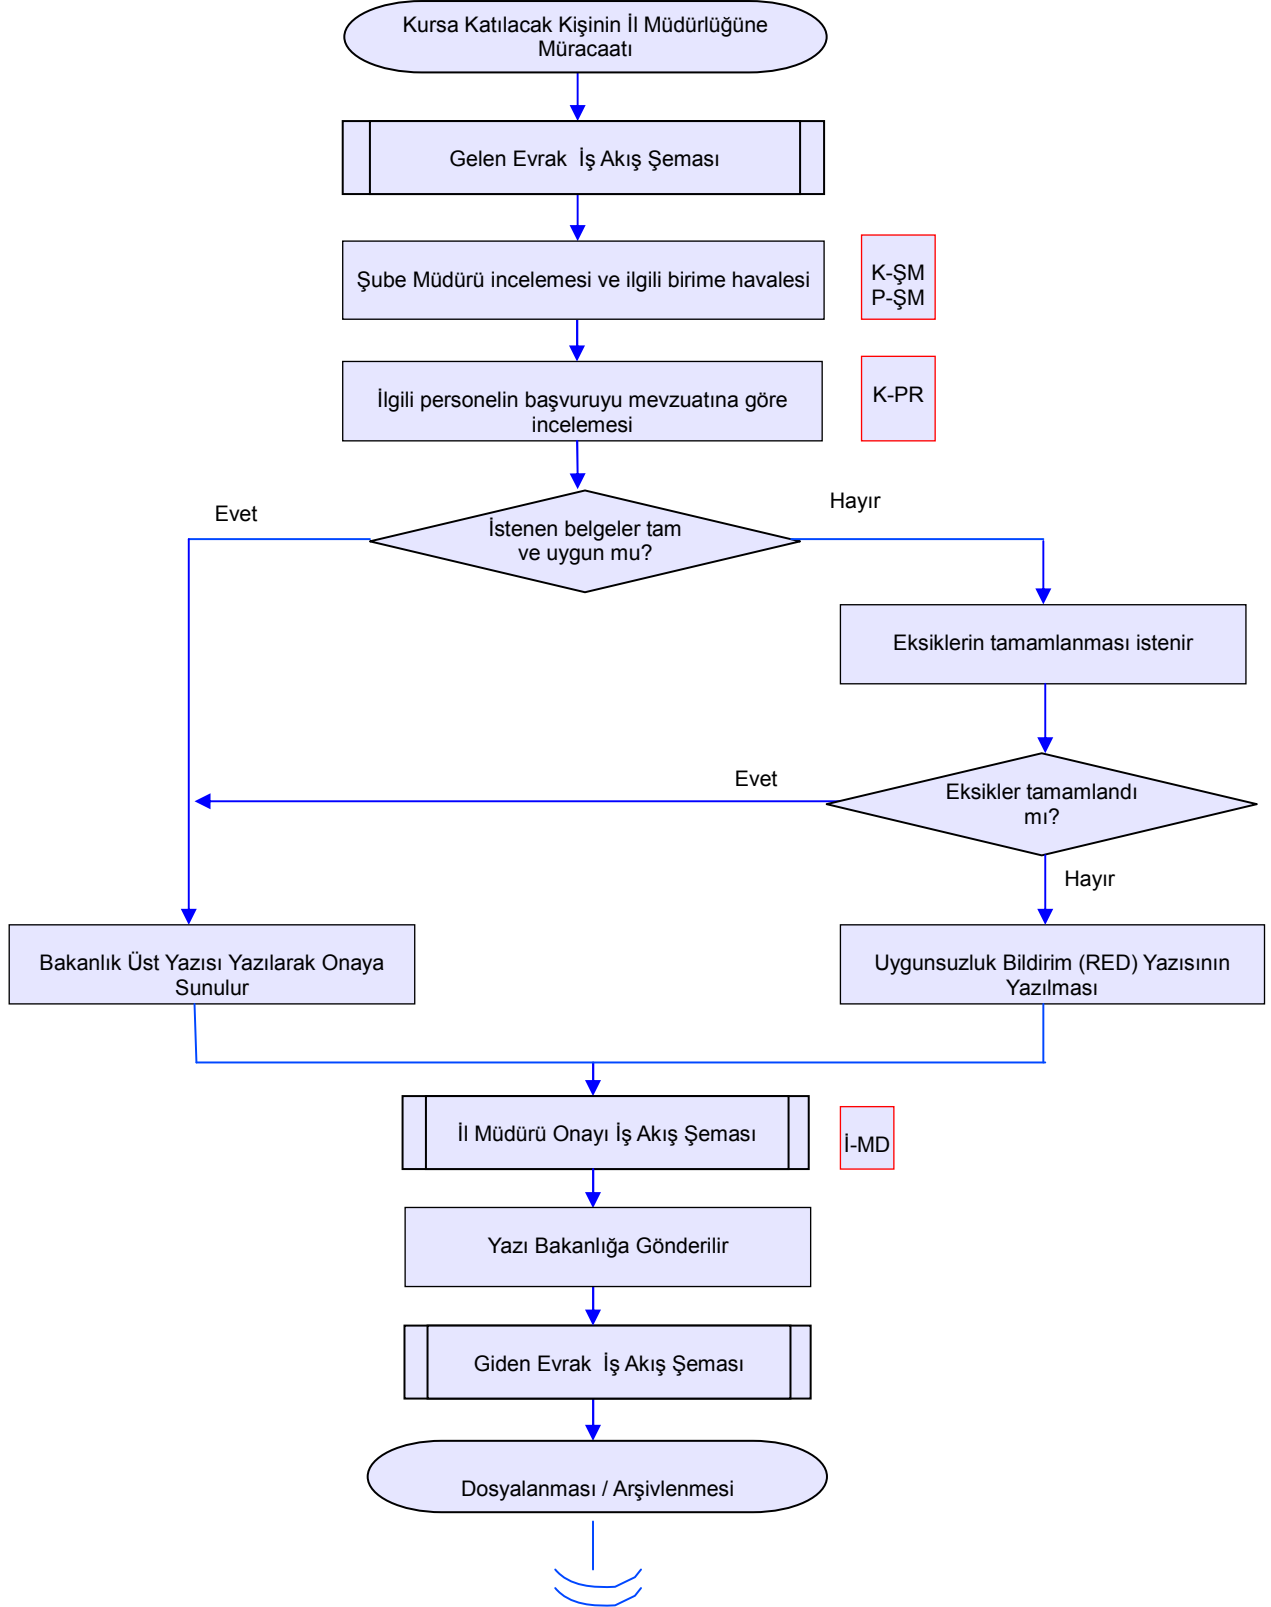 Kursa Katılacak Kişinin İl Müdürlüğüne
Müracaatı
Gelen Evrak  İş Akış Şeması
Şube Müdürü incelemesi ve ilgili birime havalesi
K-ŞM
P-ŞM
İlgili personelin başvuruyu mevzuatına göre
incelemesi
K-PR
Evet
İstenen belgeler tam
ve uygun mu?
Hayır
Eksiklerin tamamlanması istenir
Evet
Eksikler tamamlandı
mı?
Hayır
Bakanlık Üst Yazısı Yazılarak Onaya
Sunulur
Uygunsuzluk Bildirim (RED) Yazısının
Yazılması
İl Müdürü Onayı İş Akış Şeması
İ-MD
Yazı Bakanlığa Gönderilir
Giden Evrak  İş Akış Şeması
Dosyalanması / Arşivlenmesi